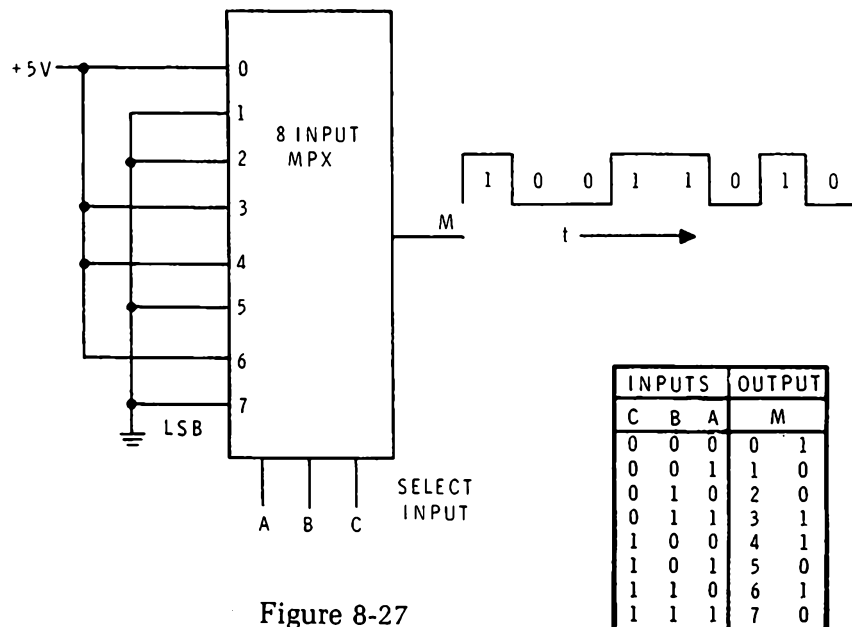 +5V
0
1
2
3
4
5
6
7
8 INPUT
MPX
LSB
A B C
SELECT
INPUT
M
1 0 0 1 1 0 1 0
t
INPUTS OUTPUT
C B A M
0 0 0 0 1
0 0 1 1 0
0 1 0 2 0
0 1 1 3 1
1 0 0 4 1
1 0 1 5 0
1 1 0 6 1
1 1 1 7 0
Figure 8-27